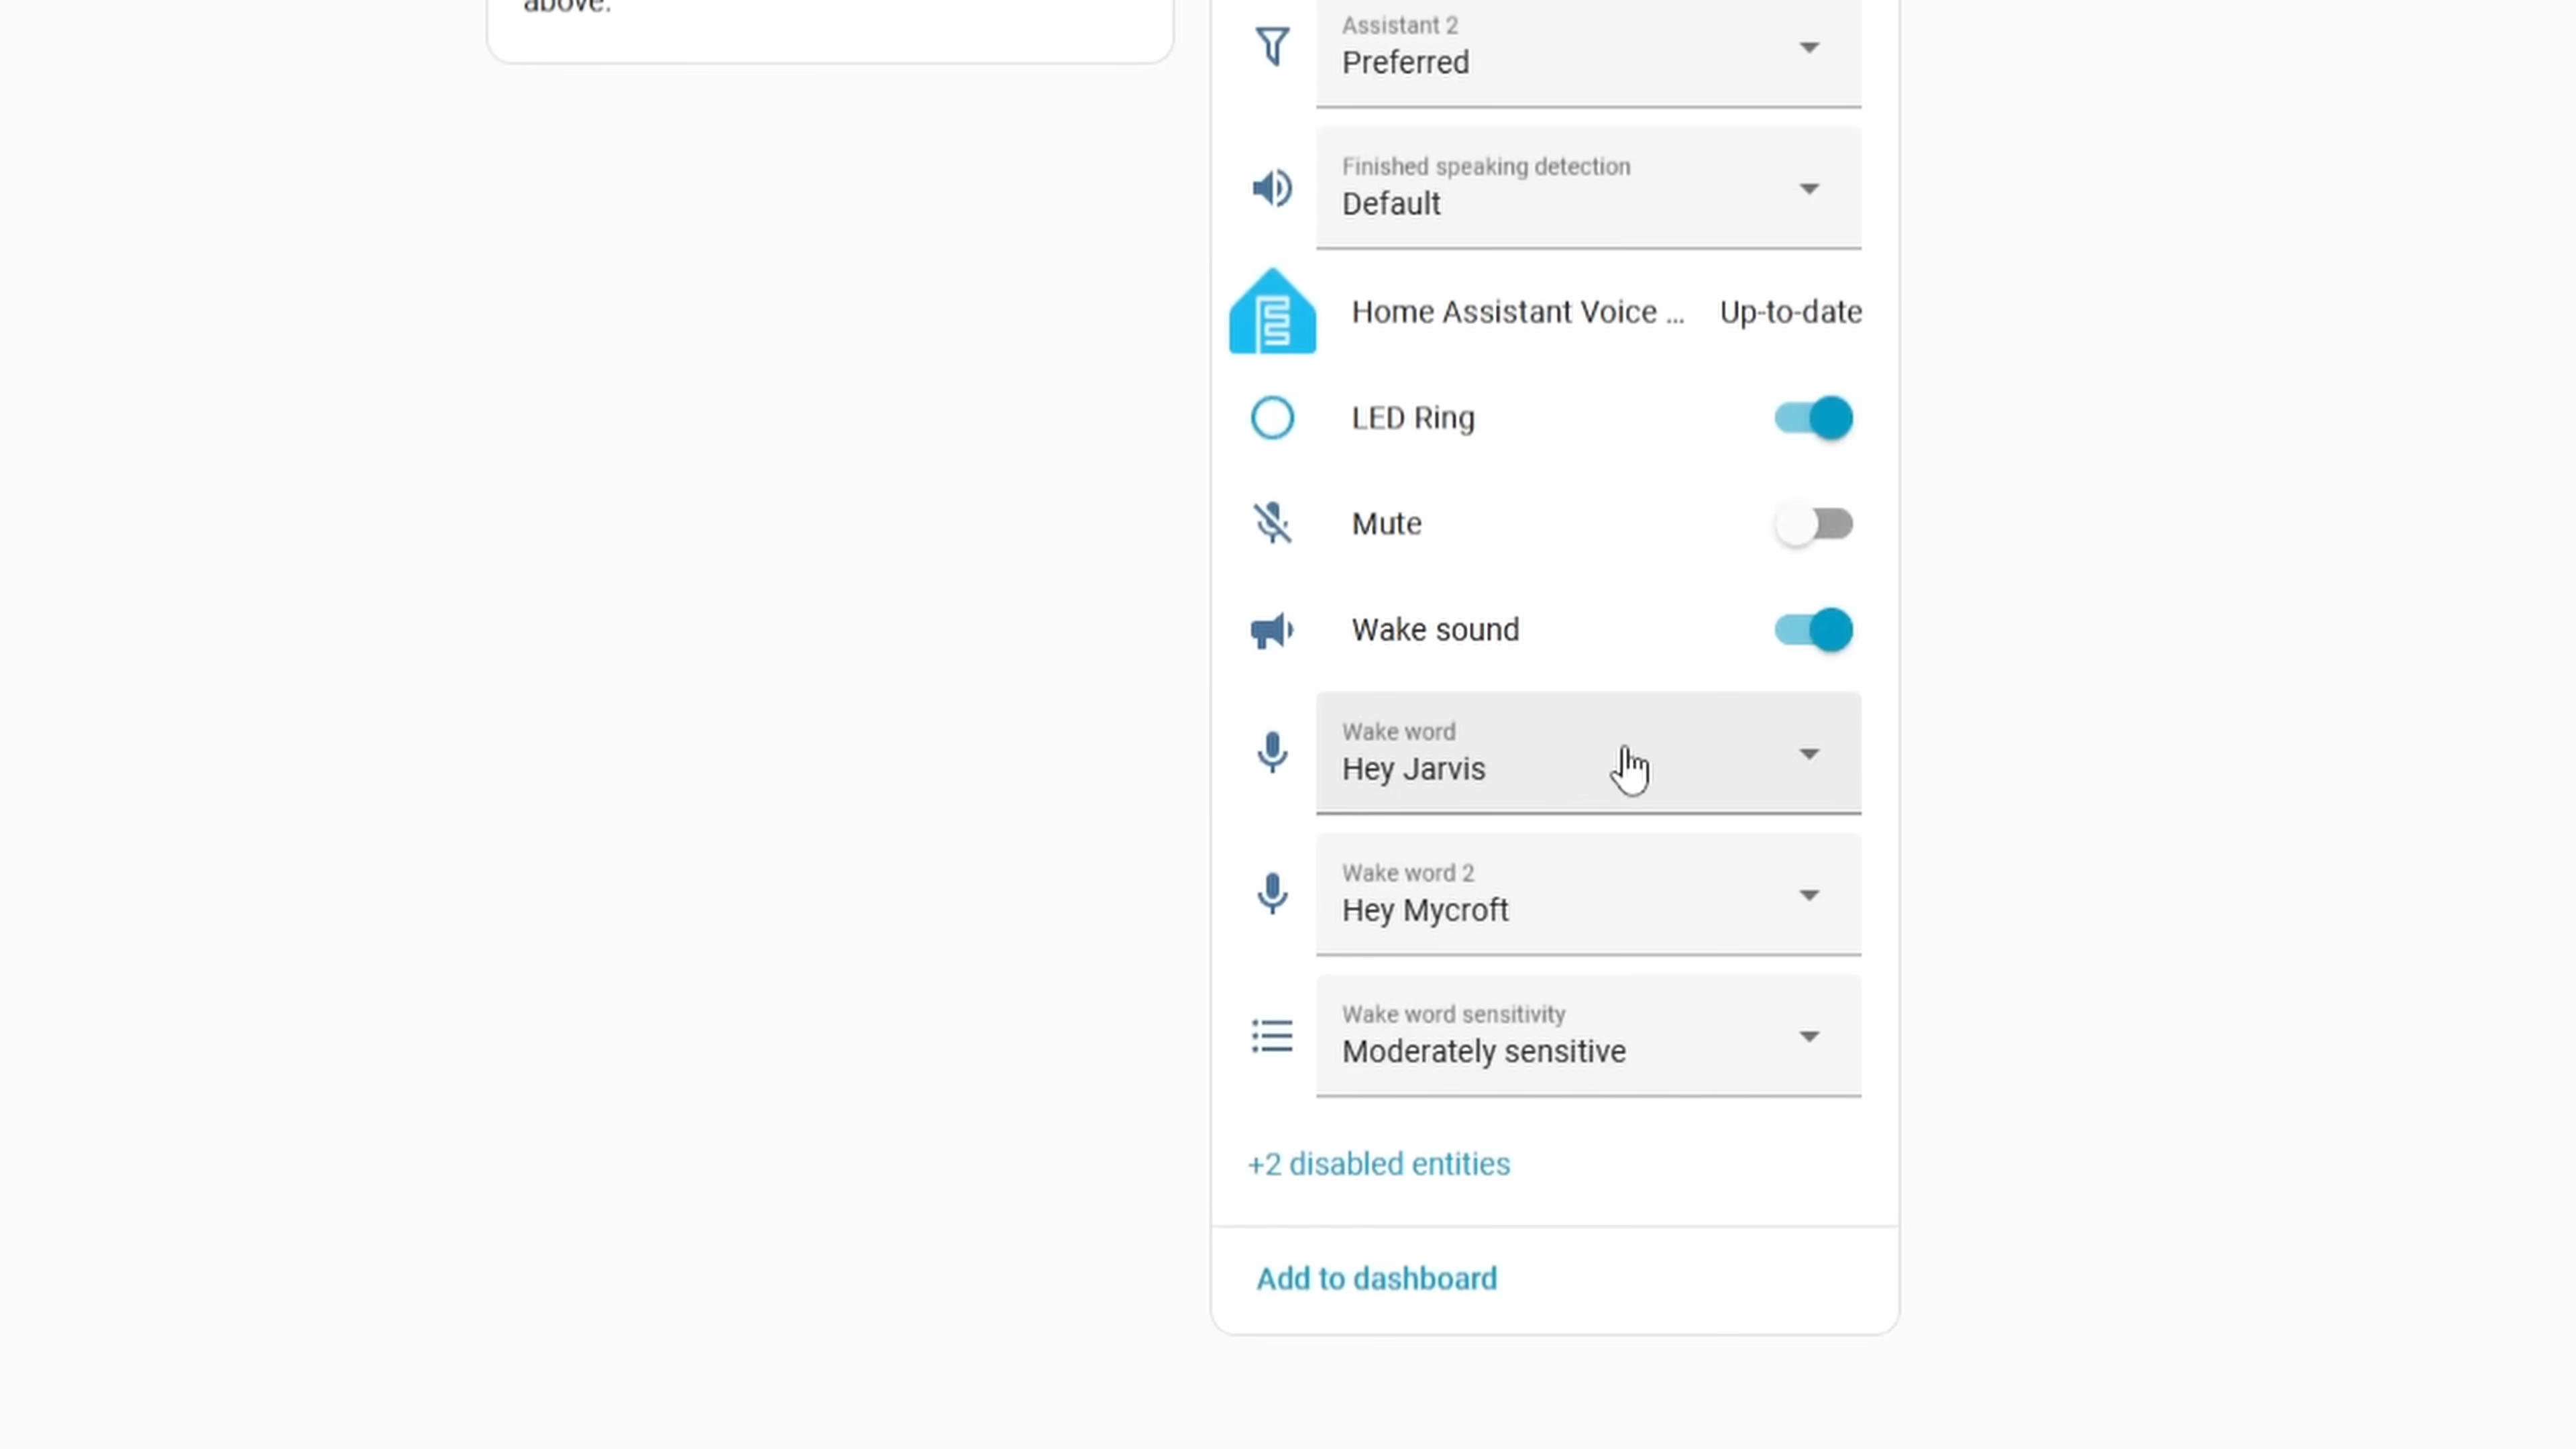 above.
Assistant 2
Preferred
Finished speaking detection
Default
Home Assistant Voice ... Up-to-date
LED Ring
Mute
Wake sound
Wake word
Hey Jarvis
Wake word 2
Hey Mycroft
Wake word sensitivity
Moderately sensitive
+2 disabled entities
Add to dashboard